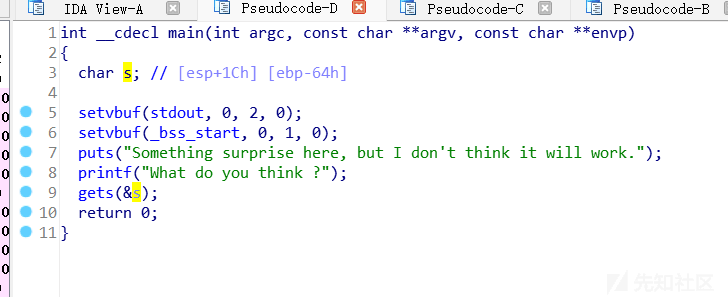 IDA View-A Pseudocode-D Pseudocode-C Pseudocode-B
1 int __cdecl main(int argc, const char **argv, const char **envp)
2 {
3 char s; // [esp+1Ch] [ebp-64h]
4
5 setvbuf(stdout, 0, 2, 0);
6 setvbuf(_bss_start, 0, 1, 0);
7 puts("Something surprise here, but I don't think it will work.");
8 printf("What do you think ?");
9 gets(&s);
10 return 0;
11 }
先知社区